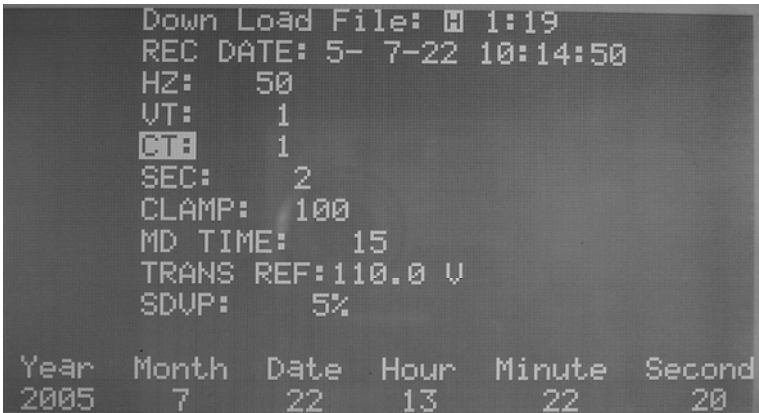 Down Load File: H 1:19
REC DATE: 5- 7-22 10:14:50
HZ: 50
VT: 1
CT: 1
SEC: 2
CLAMP: 100
MD TIME: 15
TRANS REF:110.0 V
SDVP: 5%
Year Month Date Hour Minute Second
2005 7 22 13 22 20